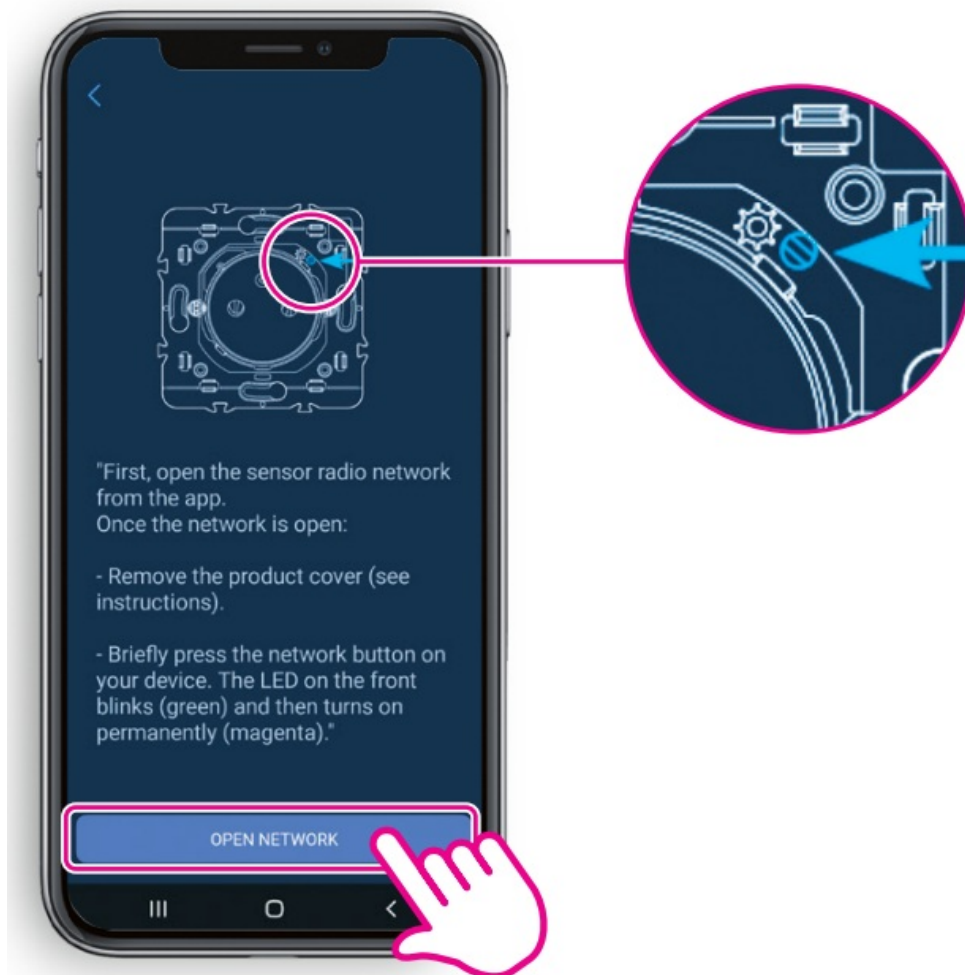 "First, open the sensor radio network
from the app.
Once the network is open:
- Remove the product cover (see
instructions).
- Briefly press the network button on
your device. The LED on the front
blinks (green) and then turns on
permanently (magenta)."
OPEN NETWORK